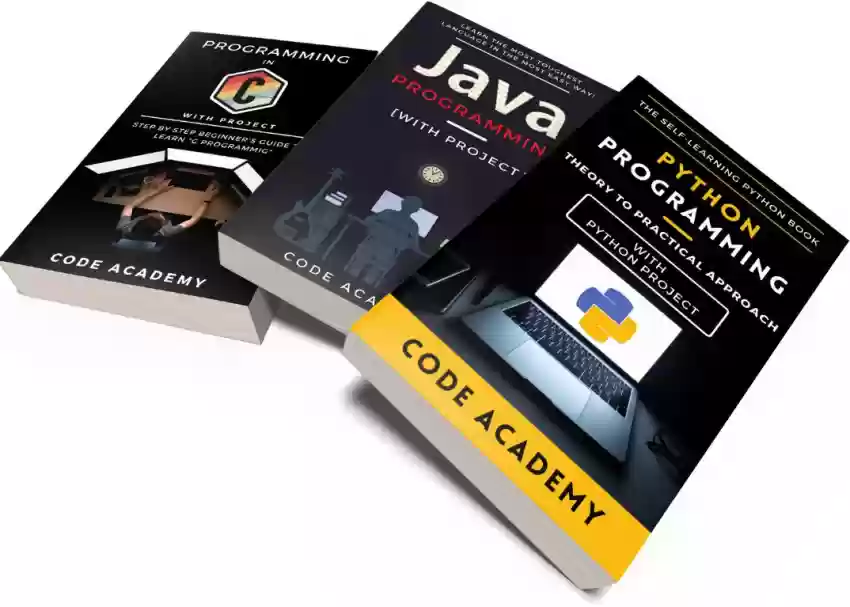 PROGRAMMING
IN
C
WITH PROJECT
STEP BY STEP BEGINNER'S GUIDE
LEARN "C PROGRAMMIG"
CODE ACADEMY
LEARN THE MOST TOUGHEST
LANGUAGE IN THE MOST EASY WAY!
Java
PROGRAMMIN
[WITH PROJECT
CODE ACA
THE SELF-LEARNING PYTHON BOOK
PYTHON
PROGRAMMING
THEORY TO PRACTICAL APPROACH
WITH
PYTHON PROJECT
CODE ACADEMY